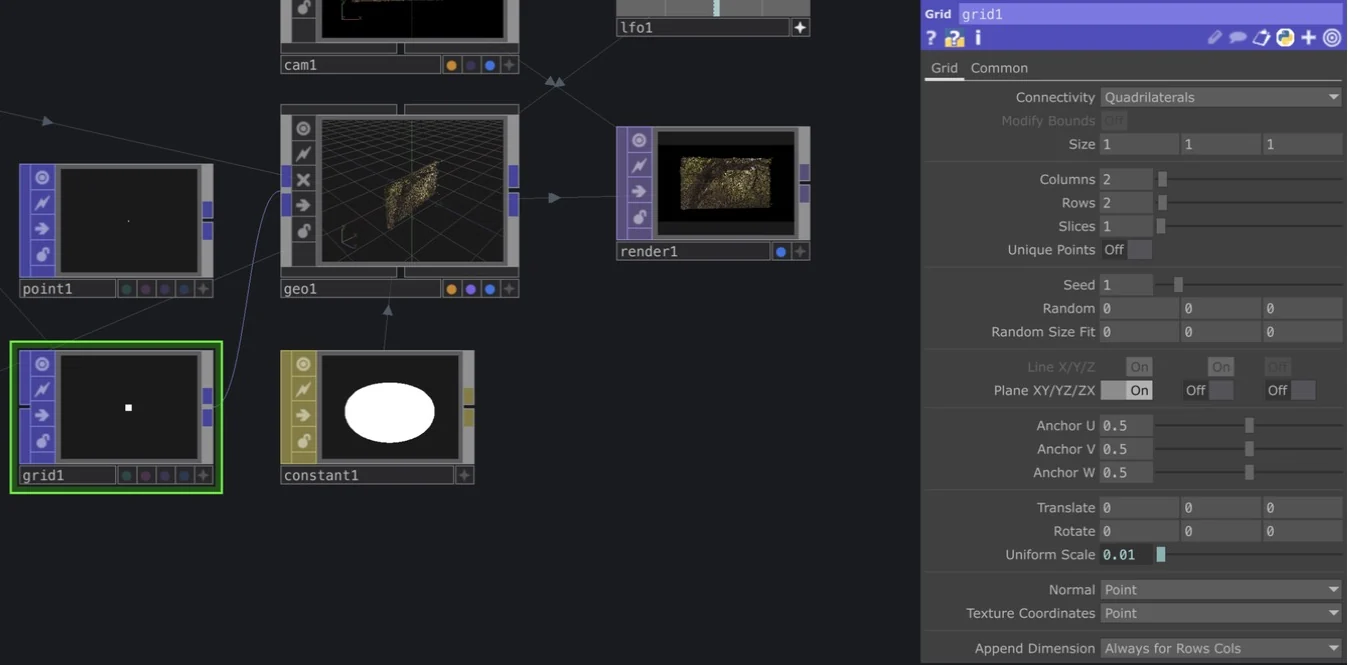 cam1
lfo1
point1
geo1
render1
grid1
constant1
Grid grid1
? ? i
Grid Common
Connectivity Quadrilaterals
Modify Bounds Off
Size 1 1 1
Columns 2
Rows 2
Slices 1
Unique Points Off
Seed 1
Random 0 0 0
Random Size Fit 0 0 0
Line X/Y/Z On On Off
Plane XY/YZ/ZX On Off Off
Anchor U 0.5
Anchor V 0.5
Anchor W 0.5
Translate 0 0 0
Rotate 0 0 0
Uniform Scale 0.01
Normal Point
Texture Coordinates Point
Append Dimension Always for Rows Cols